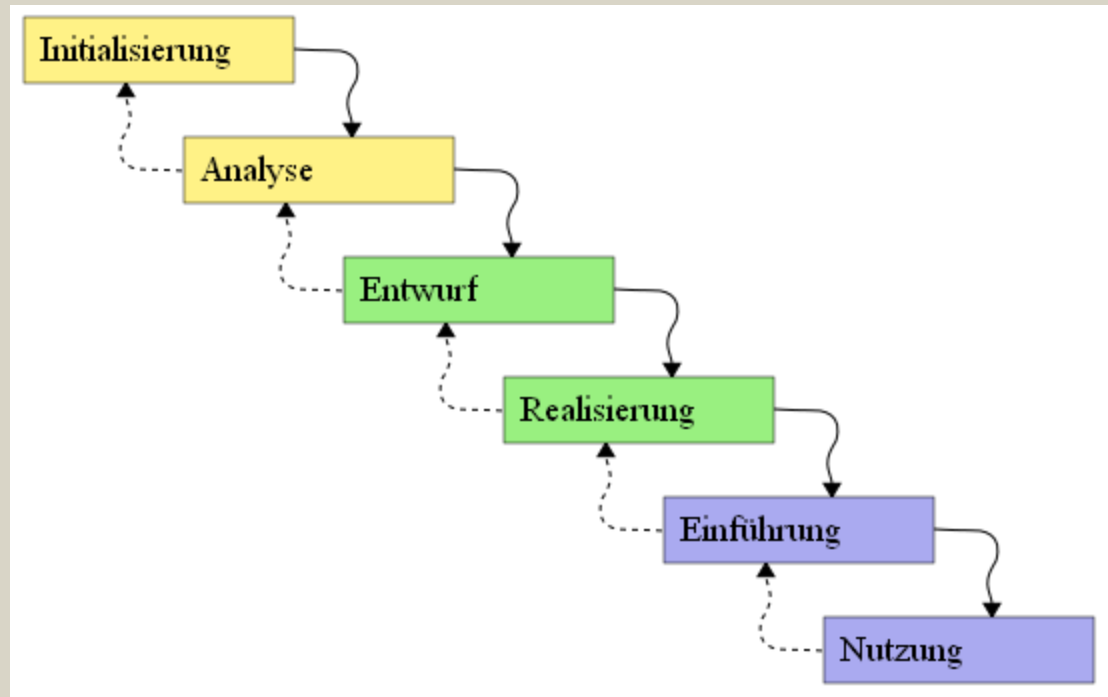 Initialisierung
Analyse
Entwurf
Realisierung
Einführung
Nutzung